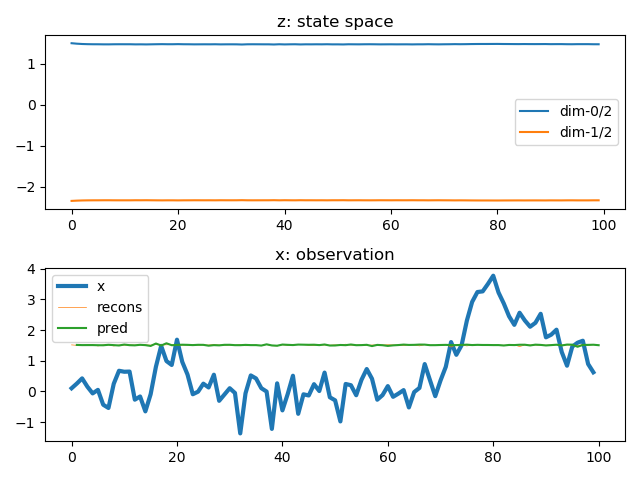 z: state space
1
0
−1
−2
dim-0/2
dim-1/2
0 20 40 60 80 100
x: observation
4
3
2
1
0
−1
x
recons
pred
0 20 40 60 80 100